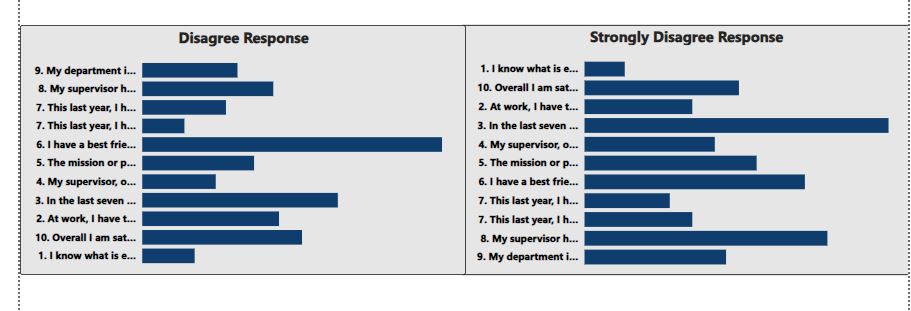 Disagree Response
9. My department i...
8. My supervisor h...
7. This last year, I h...
7. This last year, I h...
6. I have a best frie...
5. The mission or p...
4. My supervisor, o...
3. In the last seven ...
2. At work, I have t...
10. Overall I am sat...
1. I know what is e...
Strongly Disagree Response
1. I know what is e...
10. Overall I am sat...
2. At work, I have t...
3. In the last seven ...
4. My supervisor, o...
5. The mission or p...
6. I have a best frie...
7. This last year, I h...
7. This last year, I h...
8. My supervisor h...
9. My department i...